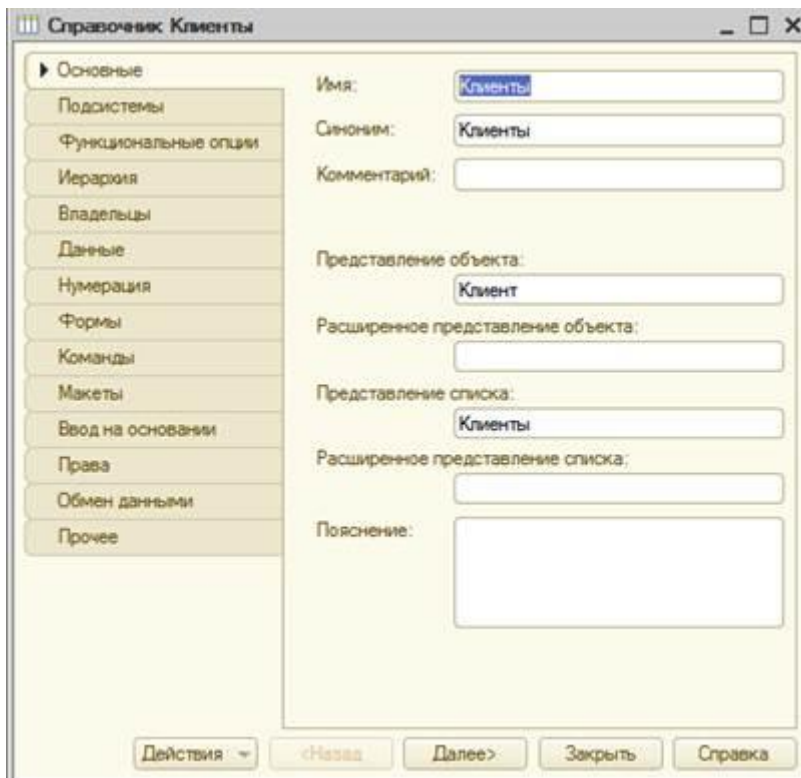 Справочник Клиенты
Основные
Подсистемы
Функциональные опции
Иерархия
Владельцы
Данные
Нумерация
Формы
Команды
Макеты
Ввод на основании
Права
Обмен данными
Прочее
Имя: Клиенты
Синоним: Клиенты
Комментарий:
Представление объекта:
Клиент
Расширенное представление объекта:
Представление списка:
Клиенты
Расширенное представление списка:
Пояснение:
Действия <Назад Далее> Закрыть Справка